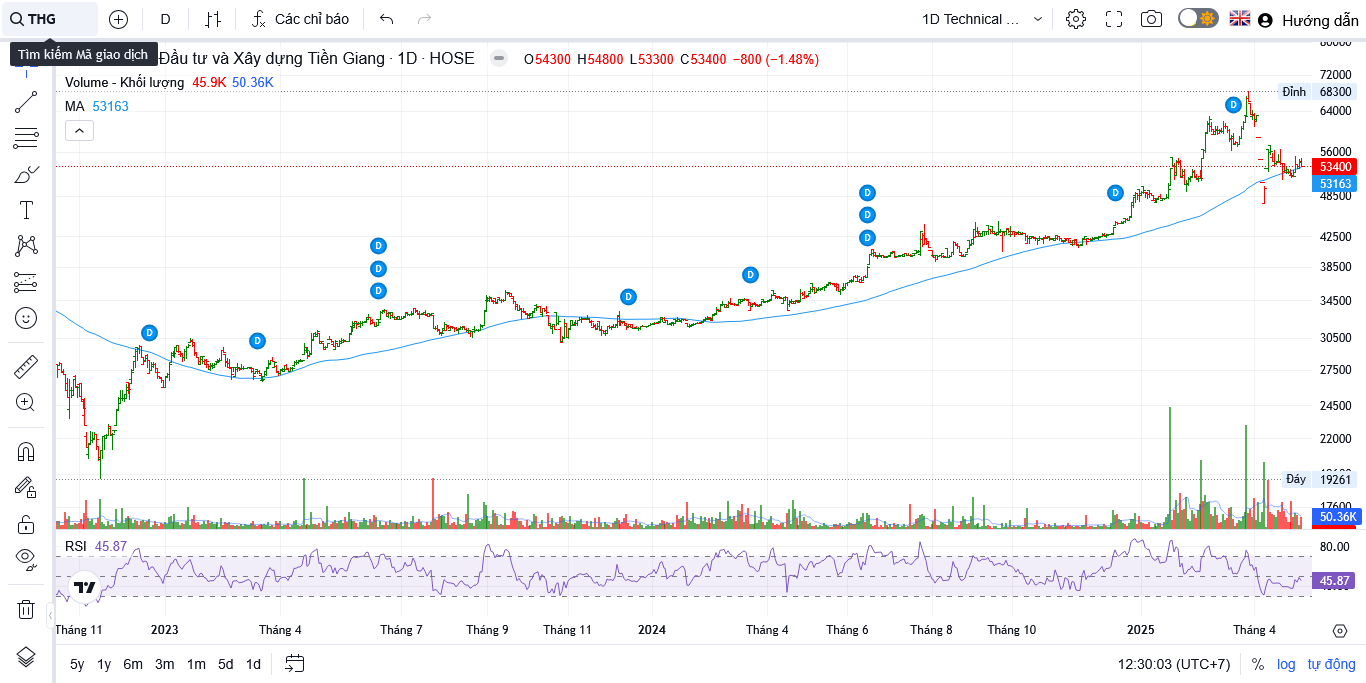 THG
D
Các chỉ báo
1D Technical ...
Hướng dẫn
Tìm kiếm Mã giao dịch
Đầu tư và Xây dựng Tiền Giang · 1D · HOSE
O54300 H54800 L53300 C53400 −800 (−1.48%)
Volume - Khối lượng 45.9K 50.36K
MA 53163
80000
72000
Đỉnh 68300
64000
56000
53400
53163
48500
42500
38500
34500
30500
27500
24500
22000
Đáy 19261
17600
50.36K
D
D
D
D
D
D
D
D
D
D
D
D
RSI 45.87
80.00
45.87
Tháng 11
2023
Tháng 4
Tháng 7
Tháng 9
Tháng 11
2024
Tháng 4
Tháng 6
Tháng 8
Tháng 10
2025
Tháng 4
5y 1y 6m 3m 1m 5d 1d
12:30:03 (UTC+7)
% log tự động